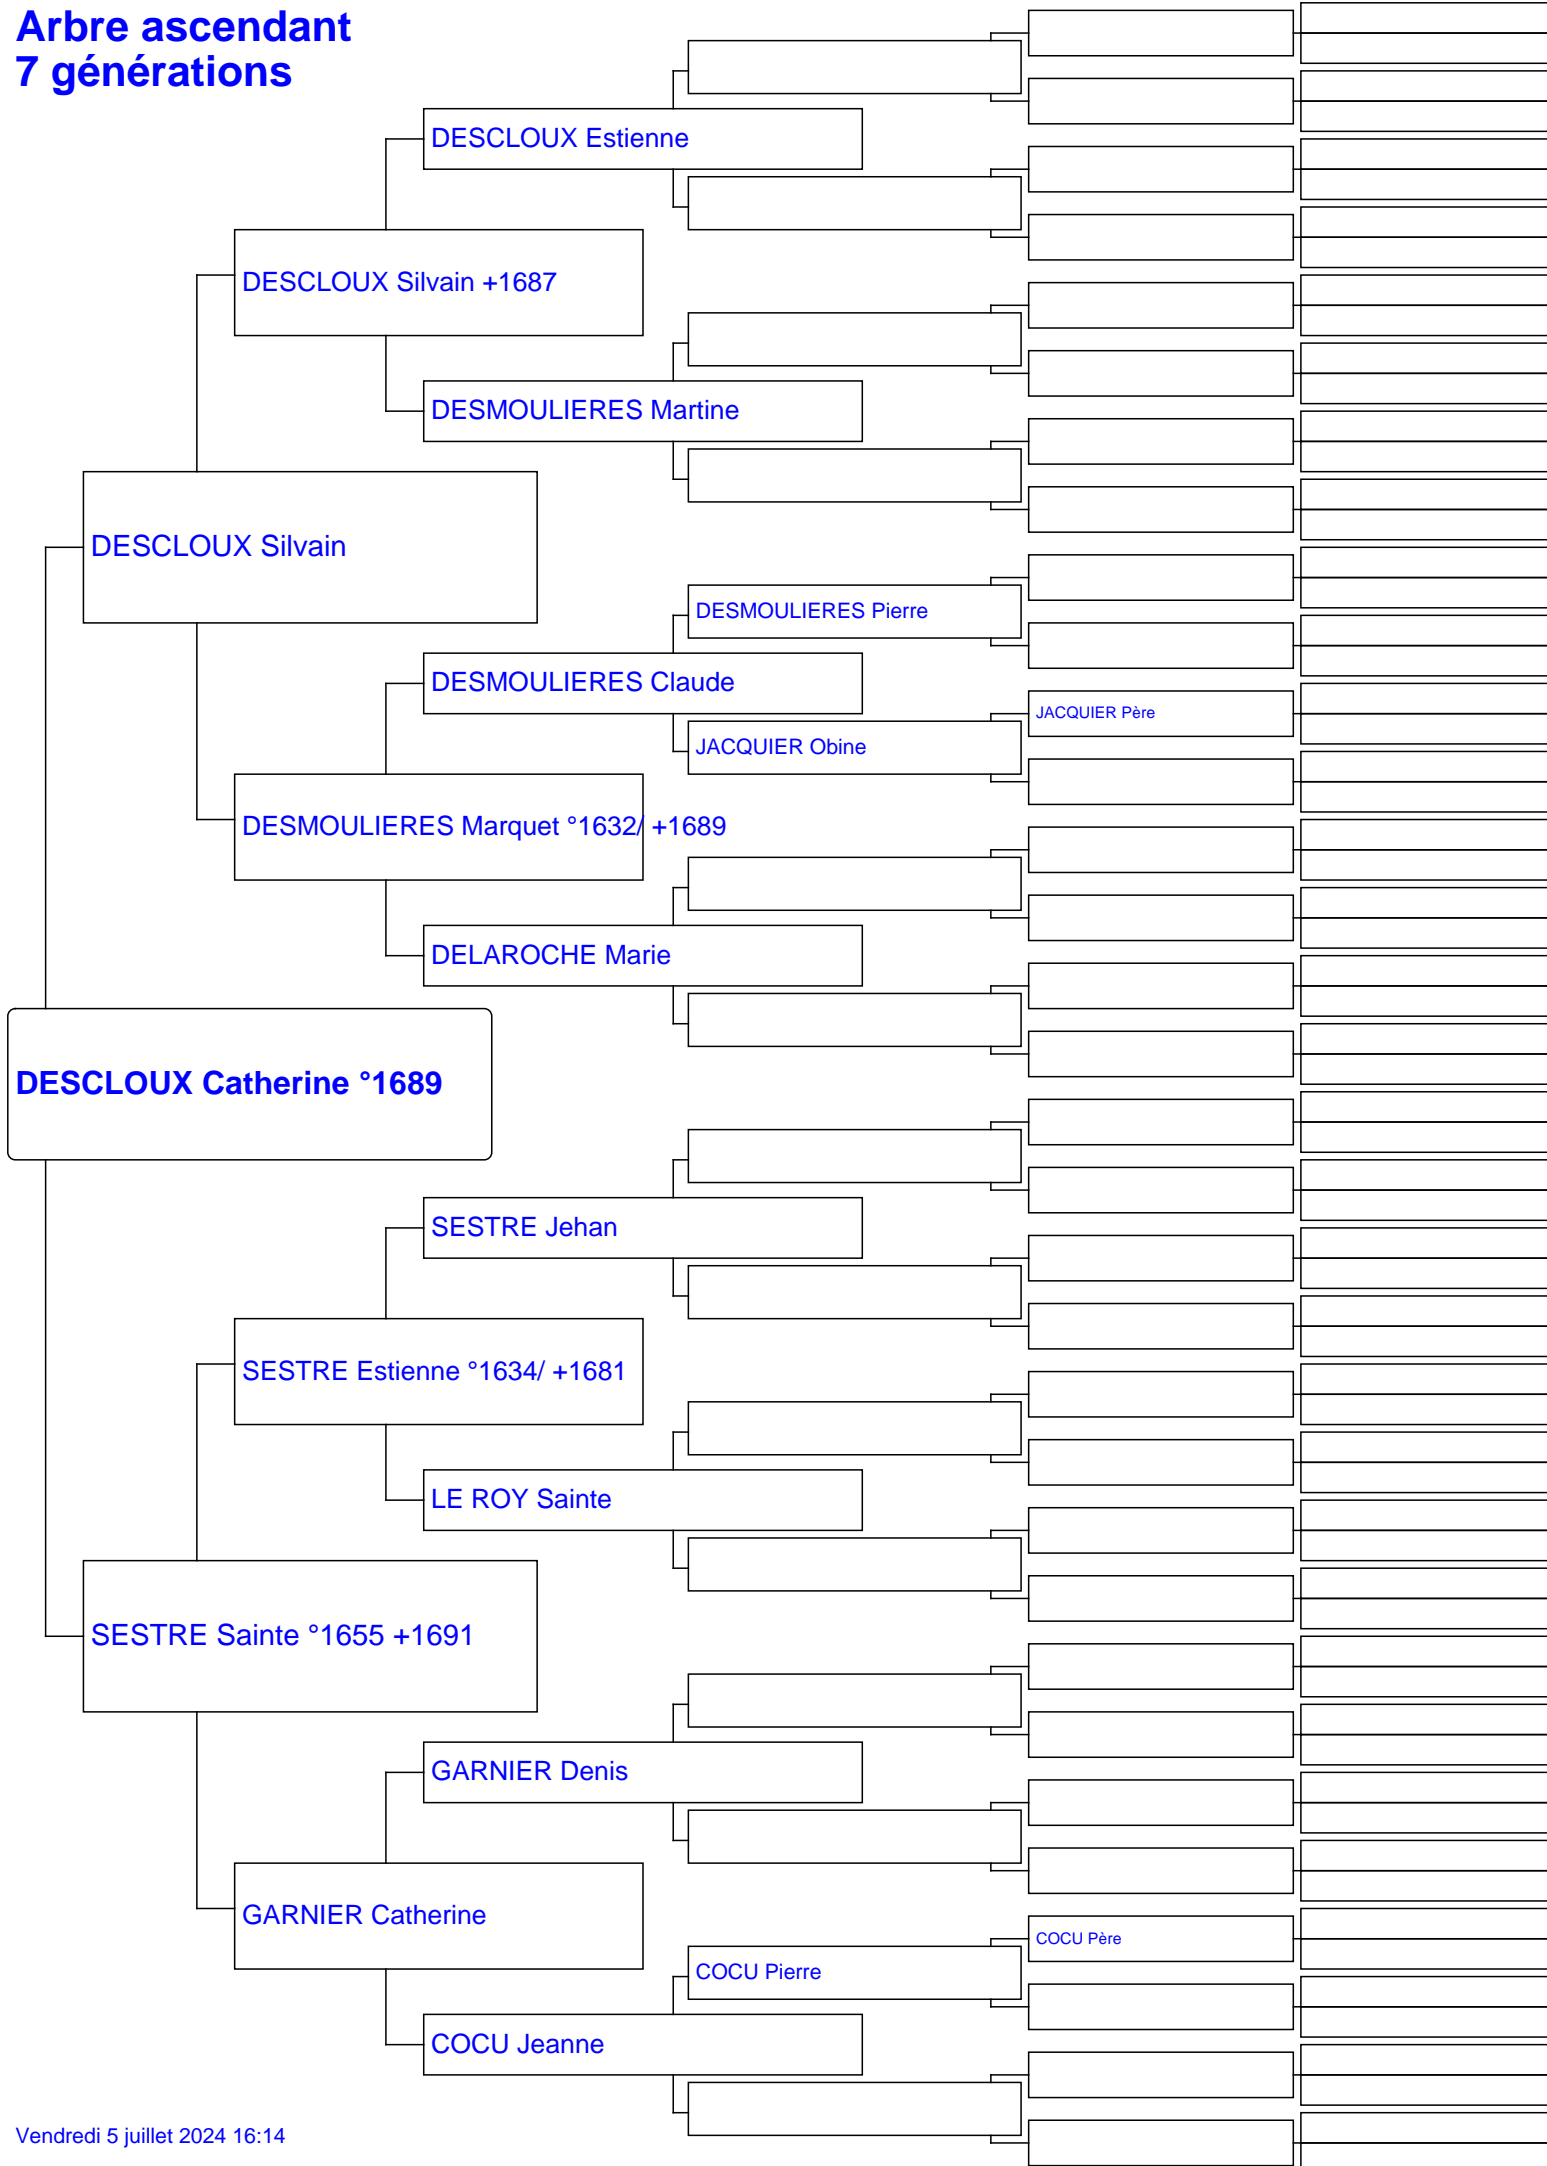 Arbre ascendant
7 générations
DESCLOUX Estienne
DESCLOUX Silvain +1687
DESMOULIERES Martine
DESCLOUX Silvain
DESMOULIERES Pierre
DESMOULIERES Claude
JACQUIER Père
JACQUIER Obine
DESMOULIERES Marquet °1632/ +1689
DELAROCHE Marie
DESCLOUX Catherine °1689
SESTRE Jehan
SESTRE Estienne °1634/ +1681
LE ROY Sainte
SESTRE Sainte °1655 +1691
GARNIER Denis
GARNIER Catherine
COCU Père
COCU Pierre
COCU Jeanne
Vendredi 5 juillet 2024 16:14